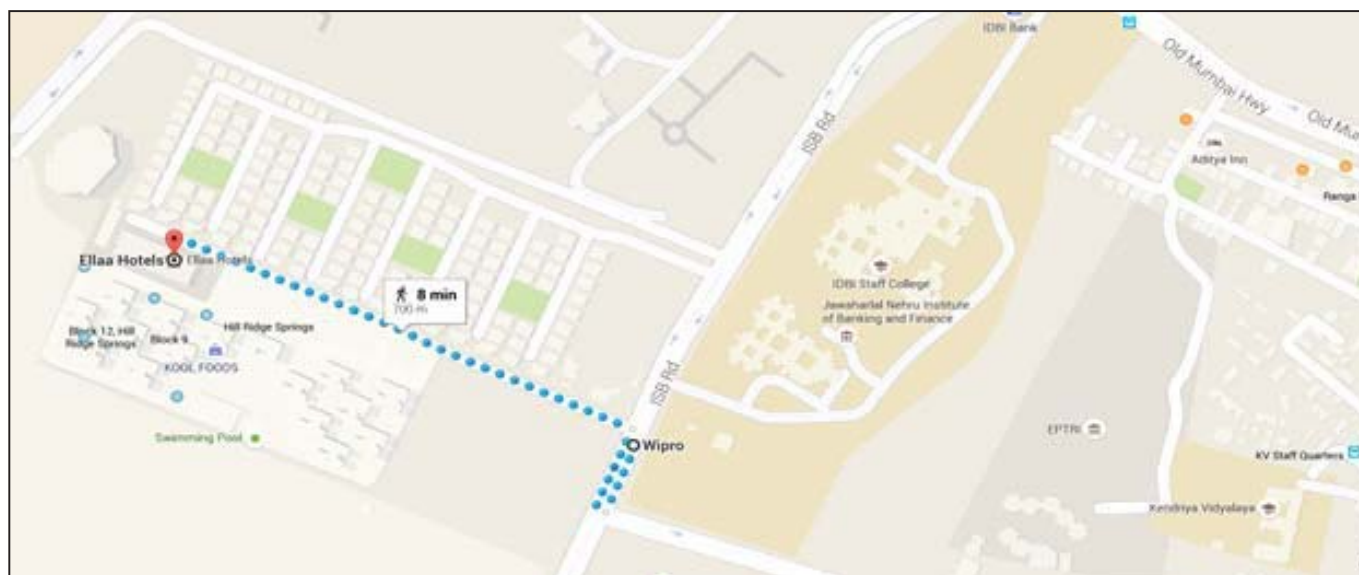 IDBI Bank
Old Mumbai Hwy
Old
ISB Rd
Aditya Inn
Ranga
Ellaa Hotels
Ellaa Hotels
8 min
700 m
IDBI Staff College
Jawaharlal Nehru Institute
of Banking and Finance
Hill Ridge Springs
Block 12, Hill
Ridge Springs
Block 9
KOOL FOODS
ISB Rd
Swimming Pool
Wipro
EPTRI
KV Staff Quarters
Kendriya Vidyalaya